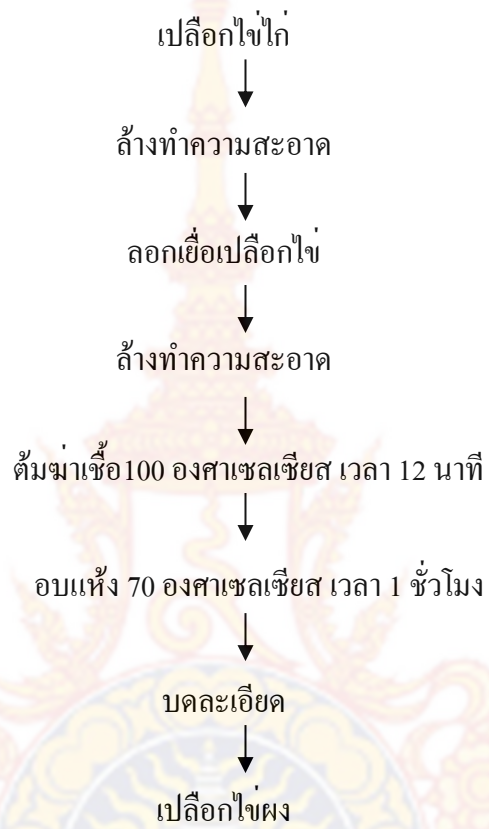 เปลือกไข่ไก่
ล้างทำความสะอาด
ลอกเยื่อเปลือกไข่
ล้างทำความสะอาด
ต้มฆ่าเชื้อ100 องศาเซลเซียส เวลา 12 นาที
อบแห้ง 70 องศาเซลเซียส เวลา 1 ชั่วโมง
บดละเอียด
เปลือกไข่ผง